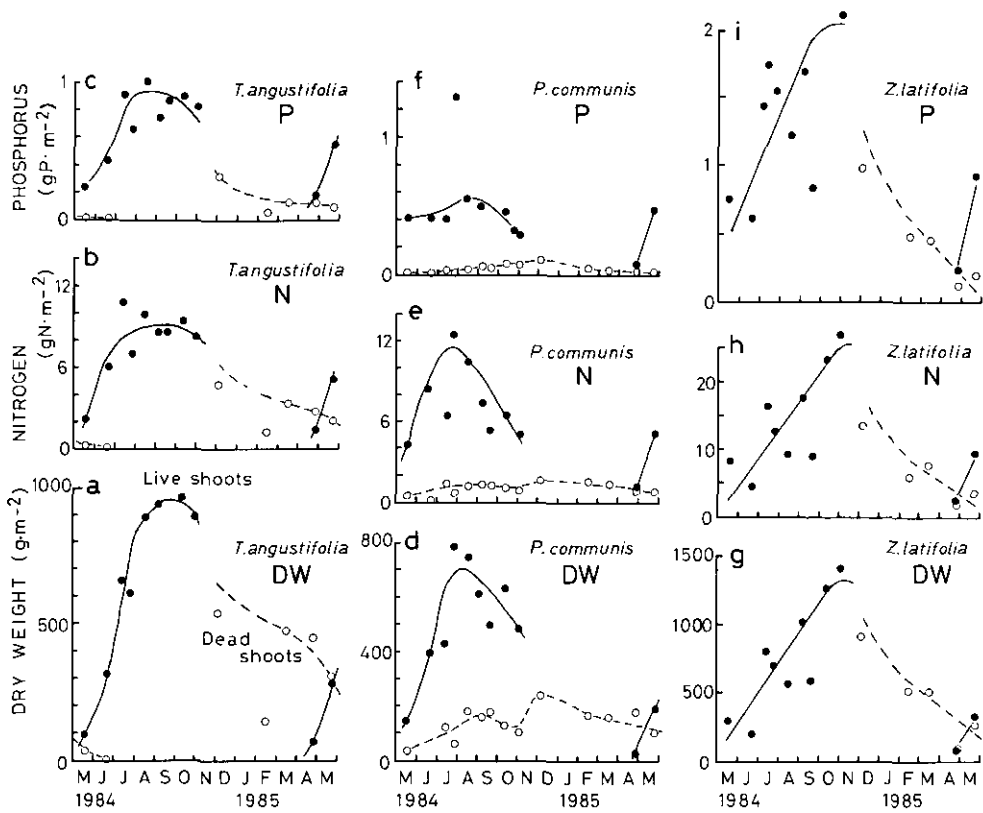 PHOSPHORUS
(gP·m-2)
c
T.angustifolia
P
1
0
f
P.communis
P
1
0
i
Z.latifolia
P
2
1
0
NITROGEN
(gN·m-2)
b
T.angustifolia
N
12
6
0
e
P.communis
N
12
6
0
h
Z.latifolia
N
20
10
0
DRY WEIGHT (g·m-2)
a
Live shoots
T.angustifolia
DW
Dead
shoots
1000
500
0
d
P.communis
DW
800
400
0
g
Z.latifolia
DW
1500
1000
500
0
M J J A S O N D F M A M
1984 1985
M J J A S O N D F M A M
1984 1985
M J J A S O N D F M A M
1984 1985